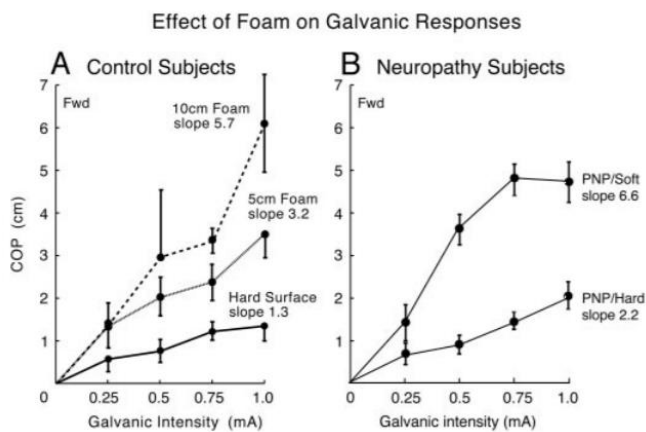 Effect of Foam on Galvanic Responses
A Control Subjects
7
Fwd
10cm Foam
slope 5.7
6
5
5cm Foam
slope 3.2
4
COP (cm)
3
Hard Surface
slope 1.3
2
1
0 0.25 0.5 0.75 1.0
Galvanic Intensity (mA)
B Neuropathy Subjects
7
Fwd
6
5
PNP/Soft
slope 6.6
4
3
2
PNP/Hard
slope 2.2
1
0 0.25 0.5 0.75 1.0
Galvanic intensity (mA)